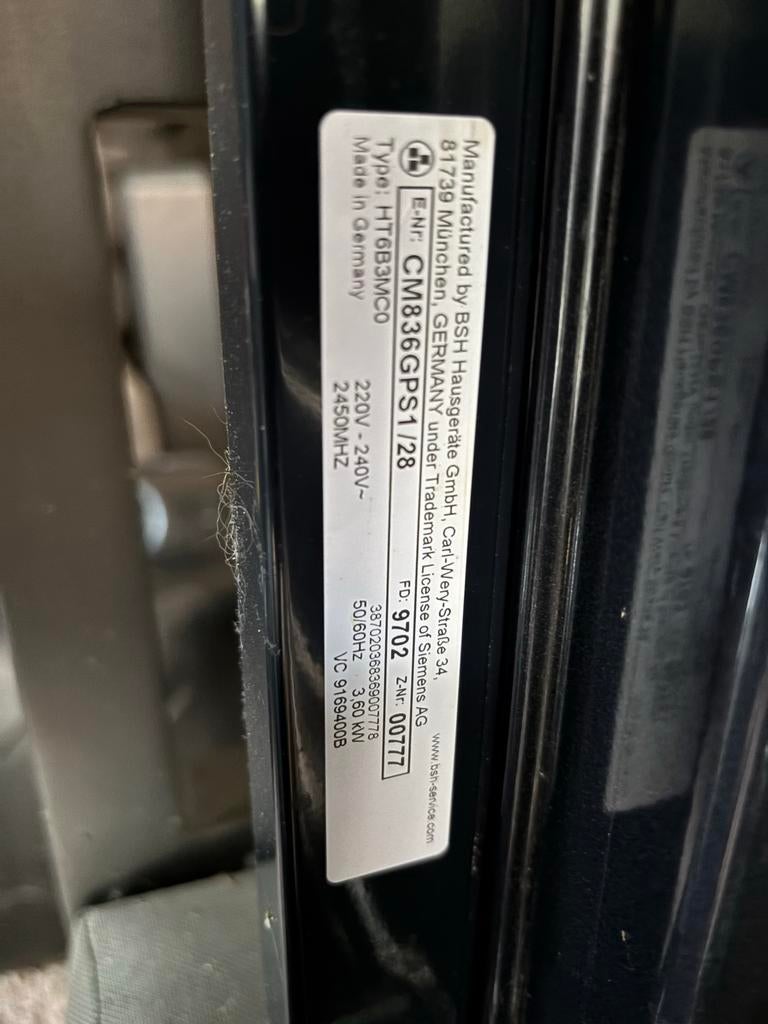 Manufactured by BSH Hausgeräte GmbH, Carl-Wery-Straße 34,
81739 München, GERMANY under Trademark License of Siemens AG
www.bsh-service.com
E-Nr: CM836GPS1 /28 FD: 9702 Z-Nr: 00777
Type: HT6B3MC0 387020368369007778
Made in Germany 220V - 240V~ 50/60Hz 3,60 kW
2450MHZ VC 9169400B